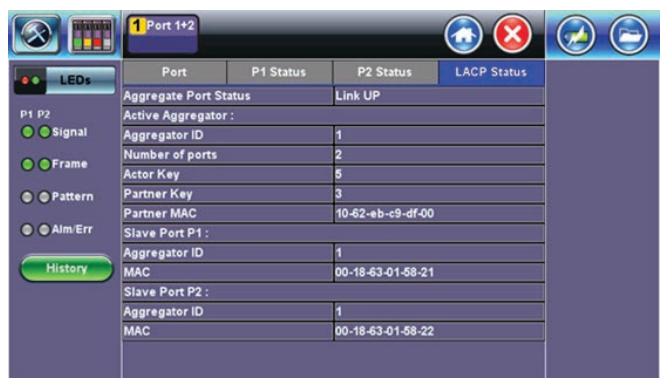 1 Port 1+2
LEDs
P1 P2
Signal
Frame
Pattern
Alm/Err
History
Port P1 Status P2 Status LACP Status
Aggregate Port Status Link UP
Active Aggregator :
Aggregator ID 1
Number of ports 2
Actor Key 5
Partner Key 3
Partner MAC 10-62-eb-c9-df-00
Slave Port P1 :
Aggregator ID 1
MAC 00-18-63-01-58-21
Slave Port P2 :
Aggregator ID 1
MAC 00-18-63-01-58-22